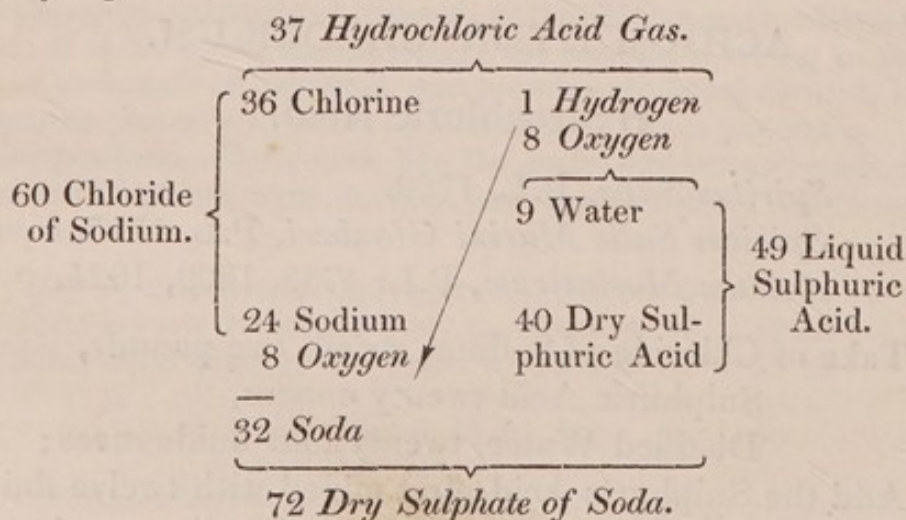 37 Hydrochloric Acid Gas.
36 Chlorine 1 Hydrogen
8 Oxygen
60 Chloride
of Sodium.
9 Water
49 Liquid
Sulphuric
Acid.
24 Sodium 40 Dry Sul-
8 Oxygen phuric Acid
32 Soda
72 Dry Sulphate of Soda.